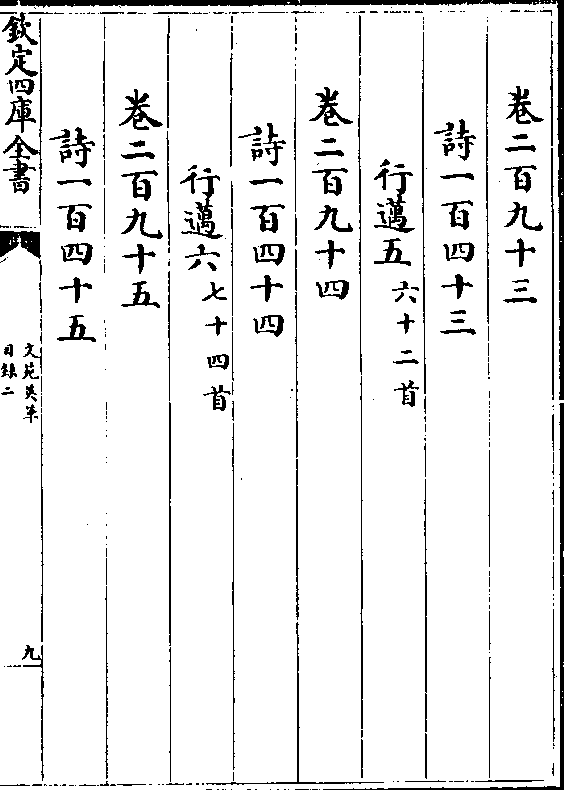 卷二百九十三
詩一百四十三
行邁五六十二首
卷二百九十四
詩一百四十四
行邁六七十四首
卷二百九十五
詩一百四十五
欽定四庫全書
文苑英華
目錄二
九